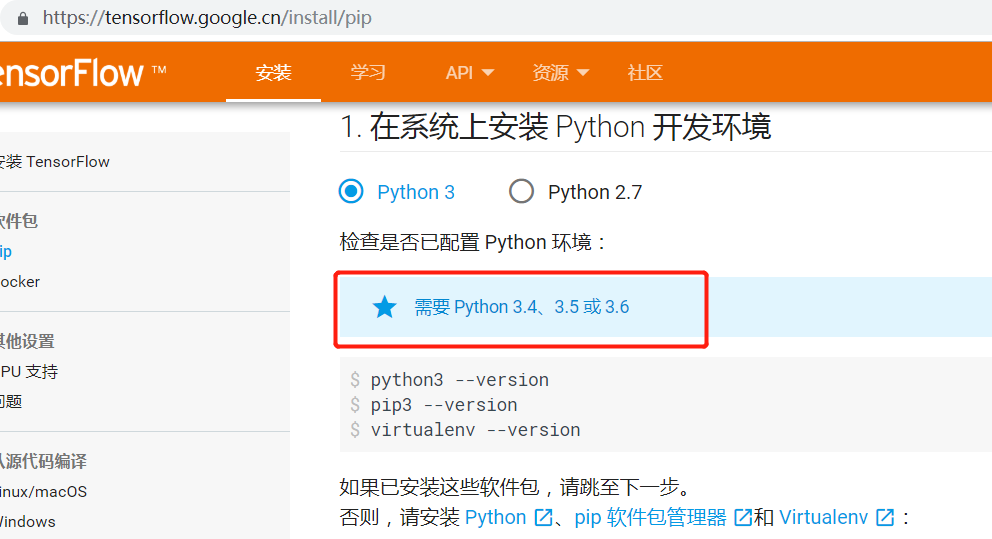 https://tensorflow.google.cn/install/pip
ensorFlow ™
安装 学习 API 资源 社区
安装 TensorFlow
软件包
ip
ocker
其他设置
PU 支持
问题
从源代码编译
inux/macOS
Windows
1. 在系统上安装 Python 开发环境
Python 3 Python 2.7
检查是否已配置 Python 环境：
需要 Python 3.4、3.5 或 3.6
$ python3 --version
$ pip3 --version
$ virtualenv --version
如果已安装这些软件包，请跳至下一步。
否则，请安装 Python 、pip 软件包管理器 和 Virtualenv ：